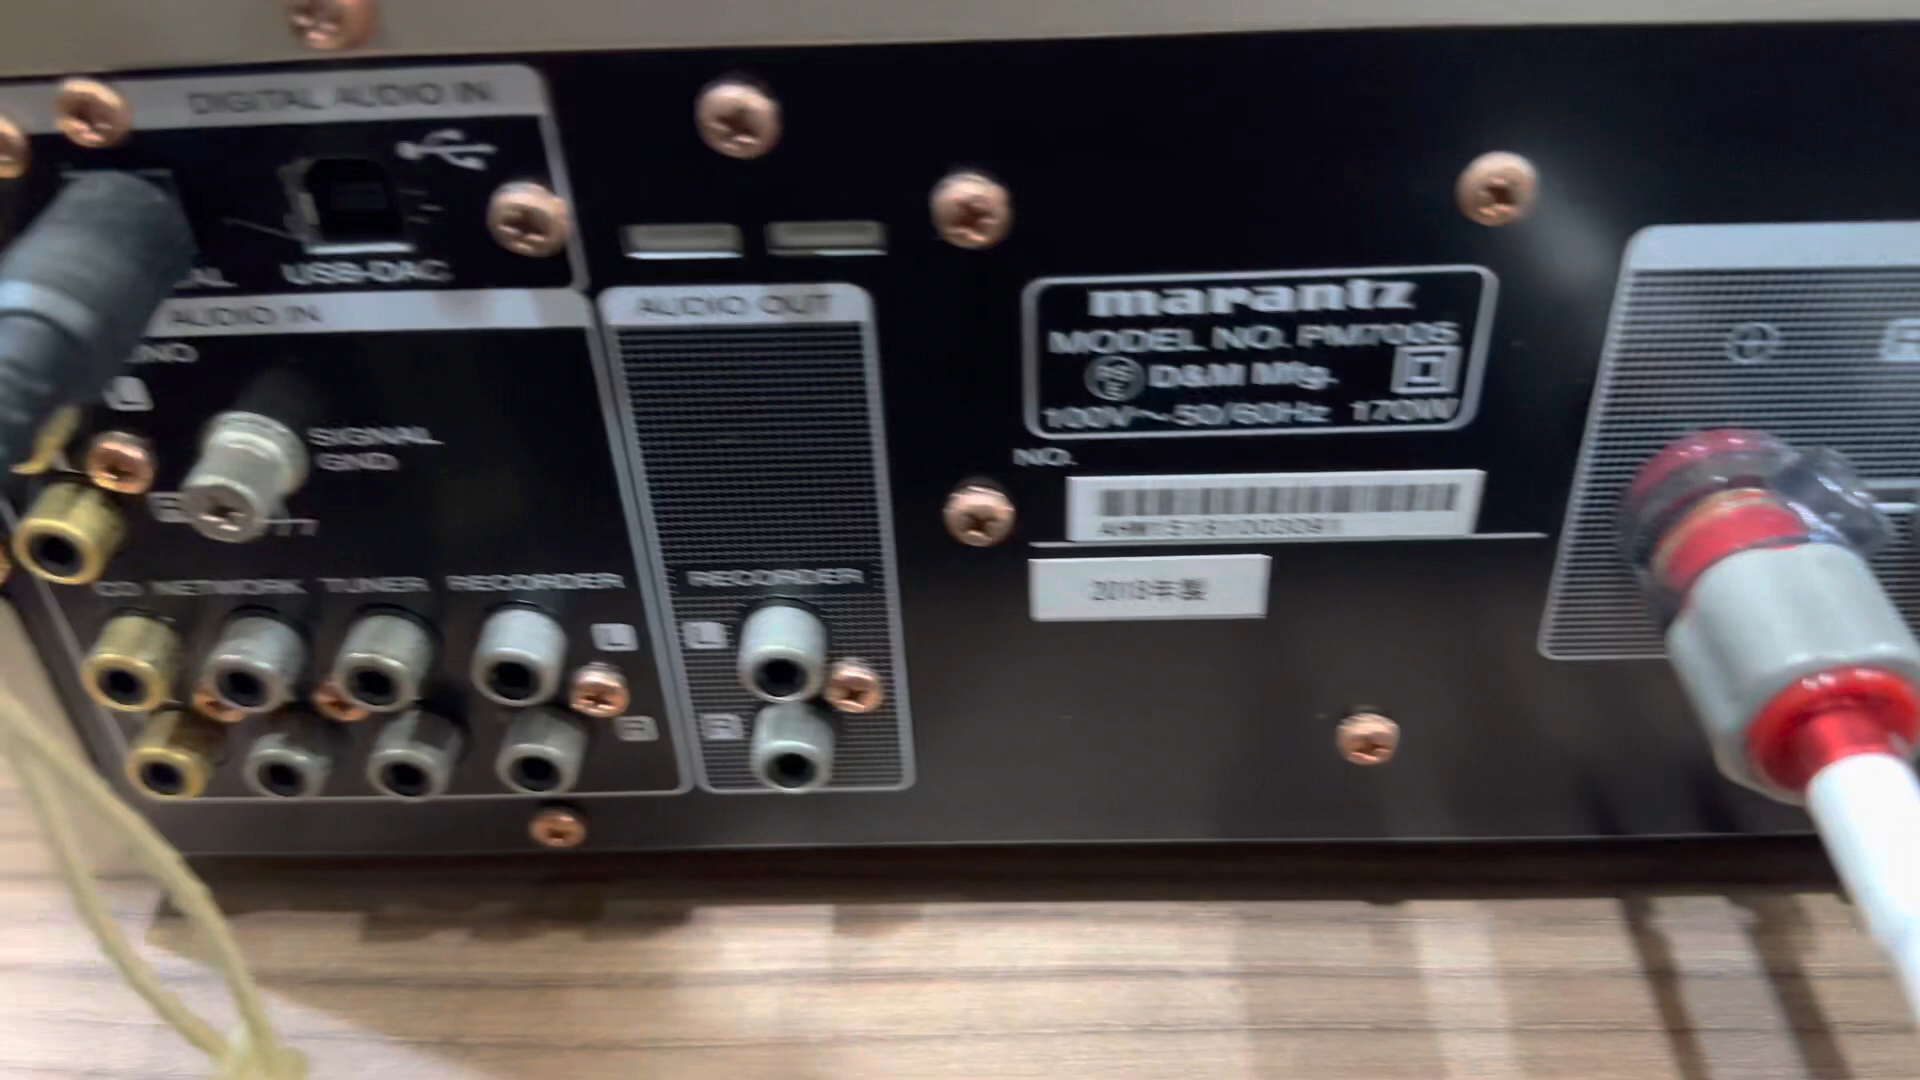 DIGITAL AUDIO IN
USB-DAC
AUDIO IN
AUDIO OUT
L
SIGNAL
GND
CD NETWORK TUNER RECORDER
L
R
RECORDER
L
R
marantz
MODEL NO. PM7005
PS
E
D&M Mfg.
100V~ 50/60Hz 170W
NO.
2018年製
R